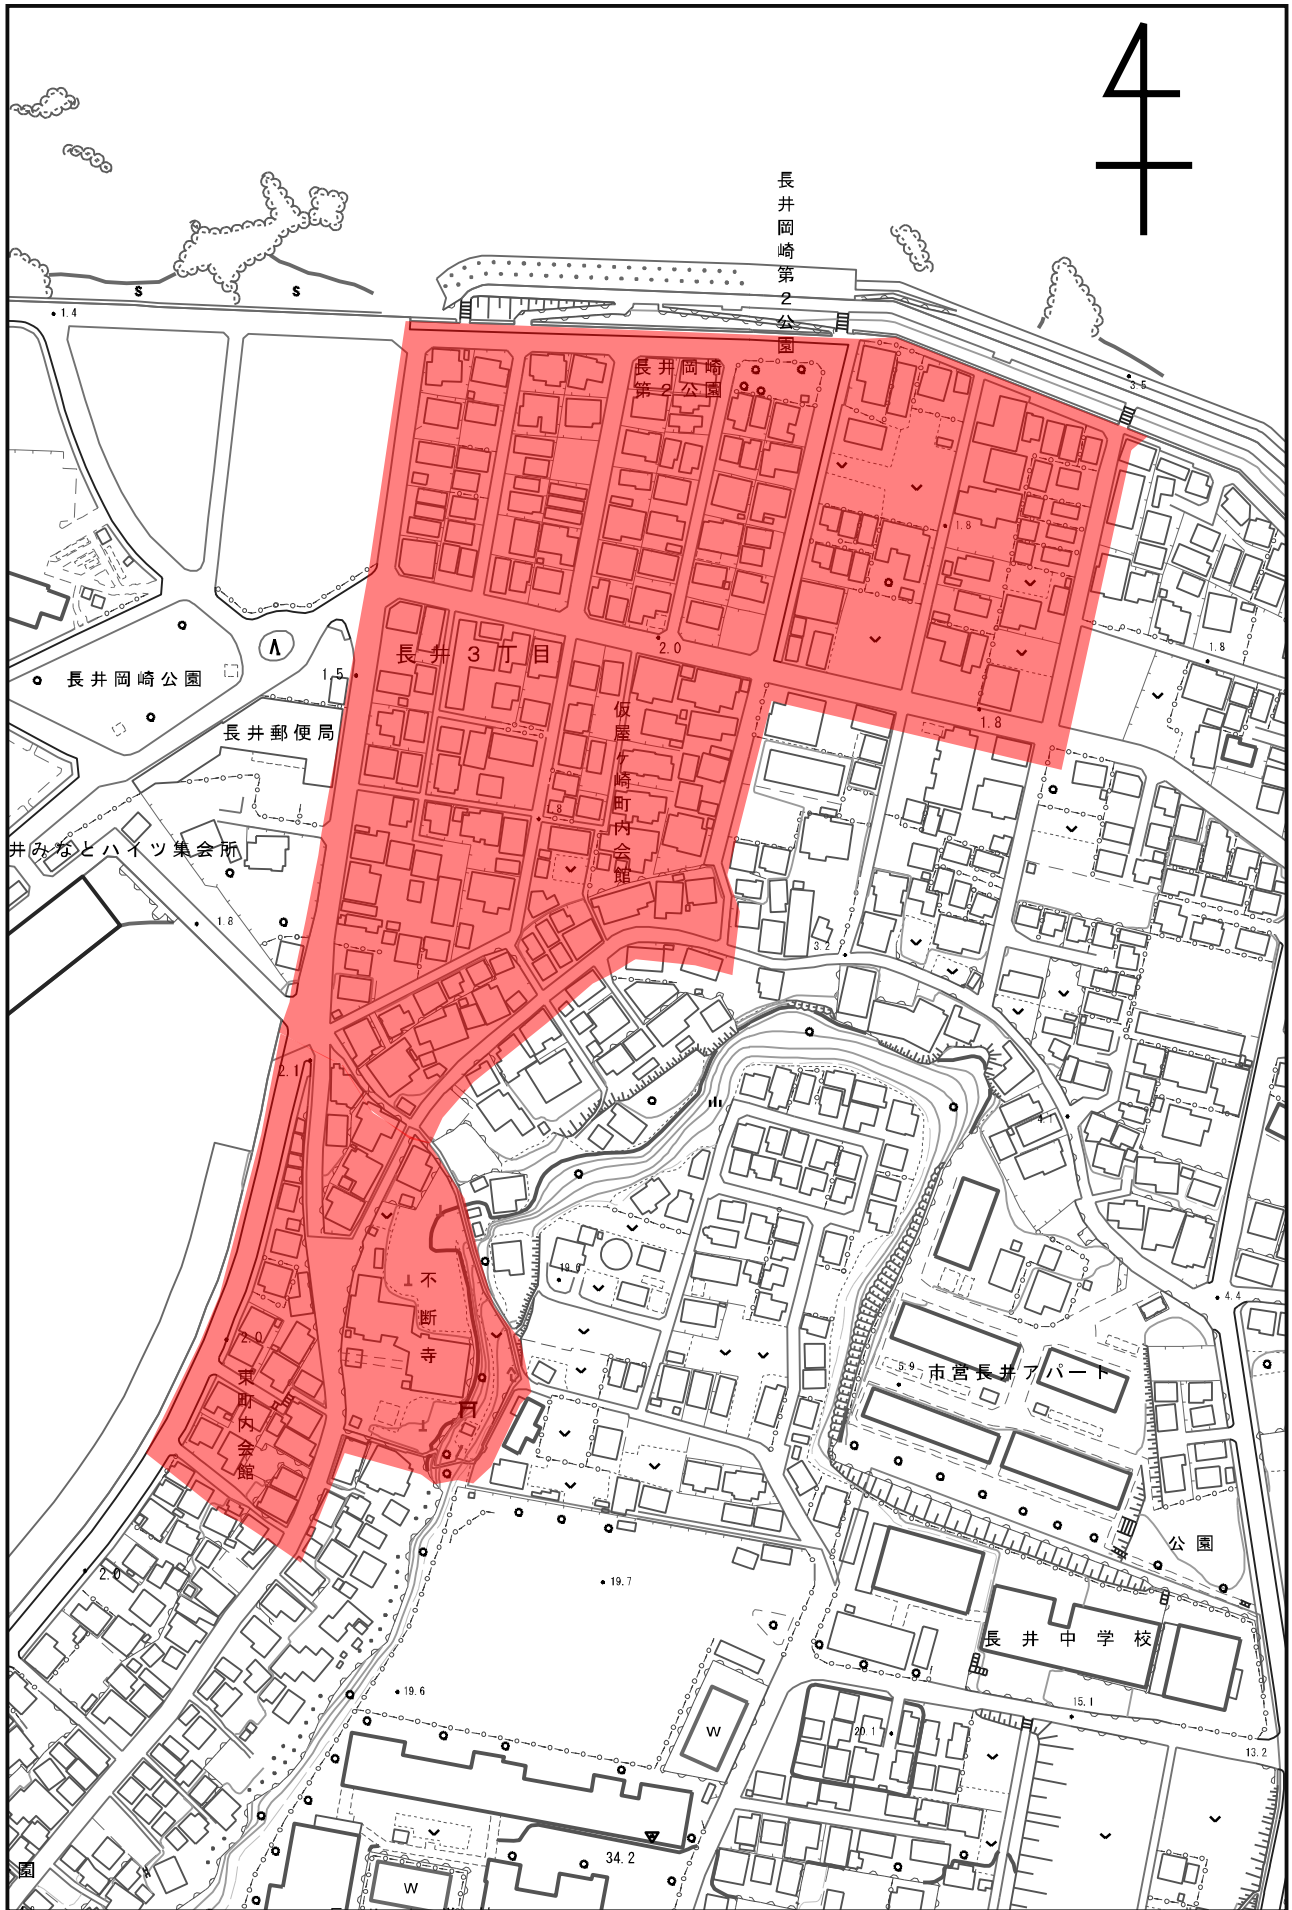 長井岡崎第2公園
s
s
1.4
3.5
長井岡崎
第2公園
1.8
長井3丁目
2.0
1.8
長井岡崎公園
1.5
1.8
仮屋ヶ崎町内会館
長井郵便局
井みなとハイツ集会所
1.8
3.2
2.1
4.1
不断寺
19.6
4.4
2.0
5.9
市営長井アパート
東町内会館
公園
2.0
19.7
長井中学校
19.6
15.1
W
20.1
13.2
34.2
園
W